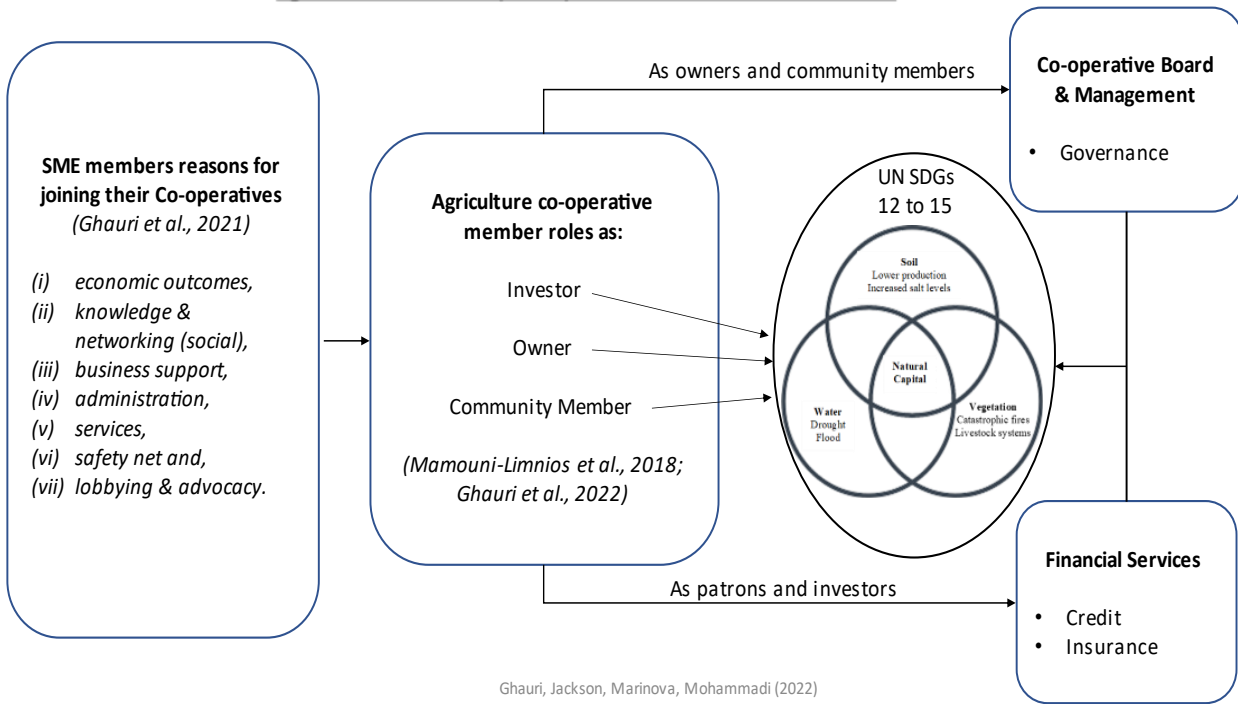 SME members reasons for
joining their Co-operatives
(Ghauri et al., 2021)
(i) economic outcomes,
(ii) knowledge &
networking (social),
(iii) business support,
(iv) administration,
(v) services,
(vi) safety net and,
(vii) lobbying & advocacy.
Agriculture co-operative
member roles as:
Investor
Owner
Community Member
(Mamouni-Limnios et al., 2018;
Ghauri et al., 2022)
As owners and community members
As patrons and investors
UN SDGs
12 to 15
Soil
Lower production
Increased salt levels
Natural
Capital
Water
Drought
Flood
Vegetation
Catastrophic fires
Livestock systems
Co-operative Board
& Management
• Governance
Financial Services
• Credit
• Insurance
Ghauri, Jackson, Marinova, Mohammadi (2022)